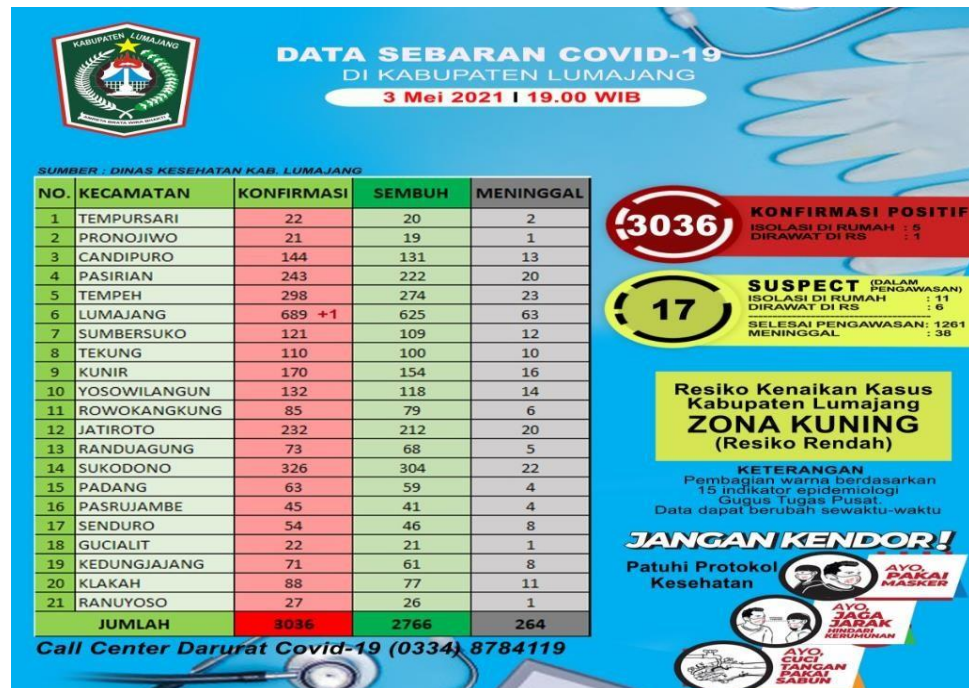 KABUPATEN LUMAJANG
AMRETA BRATA WIRA BHAKTI
DATA SEBARAN COVID-19
DI KABUPATEN LUMAJANG
3 Mei 2021 I 19.00 WIB
SUMBER : DINAS KESEHATAN KAB. LUMAJANG
NO. KECAMATAN KONFIRMASI SEMBUH MENINGGAL
1 TEMPURSARI 22 20 2
2 PRONOJIWO 21 19 1
3 CANDIPURO 144 131 13
4 PASIRIAN 243 222 20
5 TEMPEH 298 274 23
6 LUMAJANG 689 +1 625 63
7 SUMBERSUKO 121 109 12
8 TEKUNG 110 100 10
9 KUNIR 170 154 16
10 YOSOWILANGUN 132 118 14
11 ROWOKANGKUNG 85 79 6
12 JATIROTO 232 212 20
13 RANDUAGUNG 73 68 5
14 SUKODONO 326 304 22
15 PADANG 63 59 4
16 PASRUJAMBE 45 41 4
17 SENDURO 54 46 8
18 GUCIALIT 22 21 1
19 KEDUNGJAJANG 71 61 8
20 KLAKAH 88 77 11
21 RANUYOSO 27 26 1
JUMLAH 3036 2766 264
Call Center Darurat Covid-19 (0334) 8784119
3036
KONFIRMASI POSITIF
ISOLASI DI RUMAH : 5
DIRAWAT DI RS : 1
17
SUSPECT (DALAM PENGAWASAN)
ISOLASI DI RUMAH : 11
DIRAWAT DI RS : 6
SELESAI PENGAWASAN: 1261
MENINGGAL : 38
Resiko Kenaikan Kasus
Kabupaten Lumajang
ZONA KUNING
(Resiko Rendah)
KETERANGAN
Pembagian warna berdasarkan
15 indikator epidemiologi
Gugus Tugas Pusat.
Data dapat berubah sewaktu-waktu
JANGAN KENDOR!
Patuhi Protokol
Kesehatan
AYO,
PAKAI
MASKER
AYO,
JAGA
JARAK
HINDARI
KERUMUNAN
AYO,
CUCI
TANGAN
PAKAI
SABUN